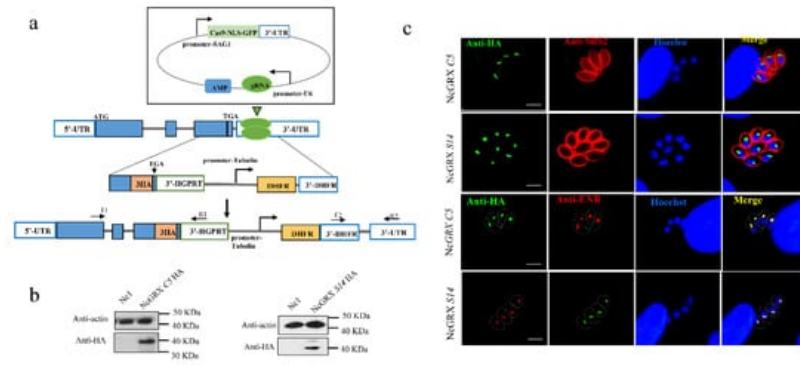 a
Cas9-NLS-GFP 3'-UTR
promoter-SAG1
AMP gRNA
promoter-U6
ATG TGA
5'-UTR 3'-UTR
TGA promoter-Tubulin
3HA 3'-HGPRT DHFR 3'-DHFR
F1 R1 F2 R2
5'-UTR 3HA 3'-HGPRT promoter-Tubulin DHFR 3'-DHFR 3'-UTR
b
Nc1 NcGRX C5 HA
Anti-actin 50 KDa
40 KDa
Anti-HA 40 KDa
30 KDa
Nc1 NcGRX S14 HA
Anti-actin 50 KDa
40 KDa
Anti-HA 40 KDa
c
Anti-HA Hoechst Merge
NcGRX C5
NcGRX S14
Anti-HA Anti-ENR Hoechst Merge
NcGRX C5
NcGRX S14